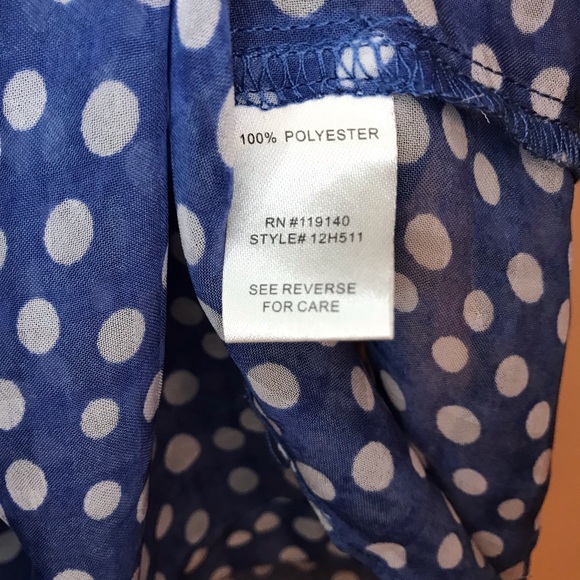 100% POLYESTER
RN #119140
STYLE# 12H511
SEE REVERSE
FOR CARE